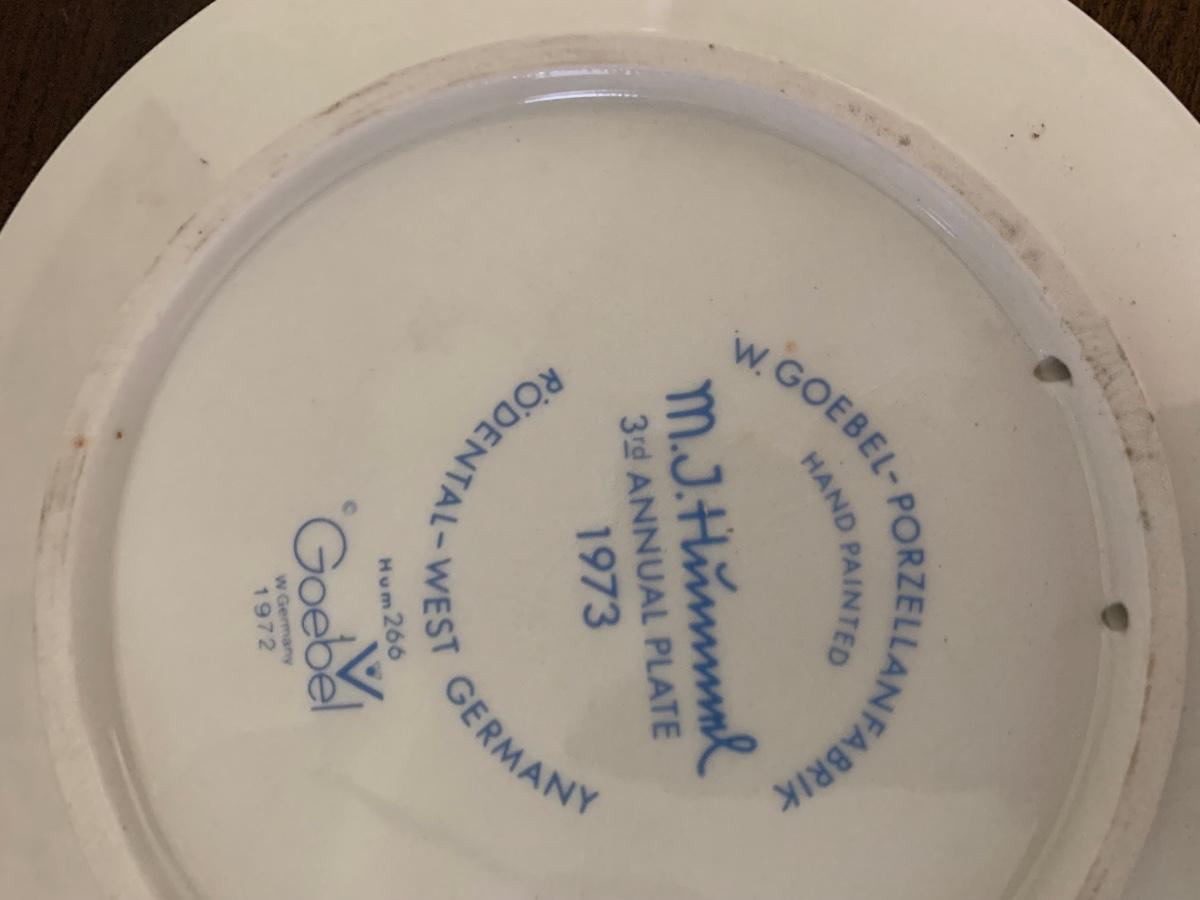 W. GOEBEL-PORZELLANFABRIK
HAND PAINTED
M.J.Hümmel
3rd ANNUAL PLATE
1973
RÖDENTAL-WEST GERMANY
Hum 266
© Goebel
W Germany
1972